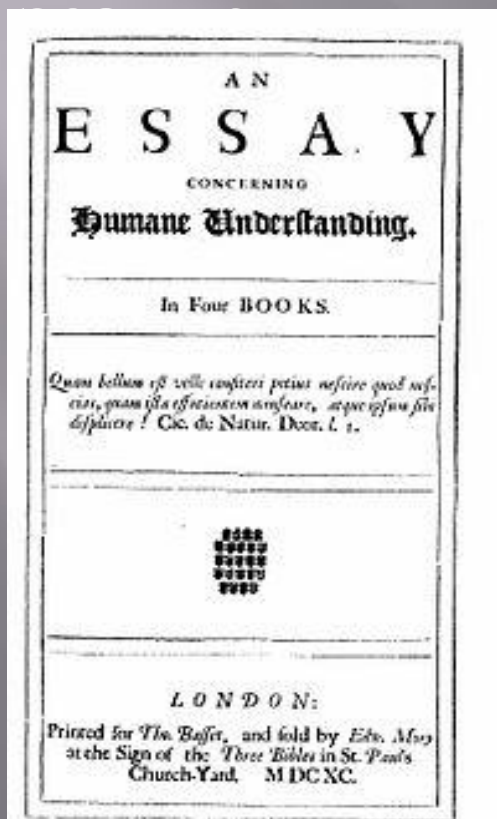 AN
ESSAY
CONCERNING
Humane Understanding.
In Four BOOKS.
Quam bellum est velle confiteri potius nescire quod nes-
cias, quam ista effutientem nauseare, atque ipsum sibi
displicere! Cic. de Natur. Deor. l. 1.
LONDON:
Printed for Tho. Basset, and sold by Edw. Mory
at the Sign of the Three Bibles in St. Paul's
Church-Yard, MDCXC.